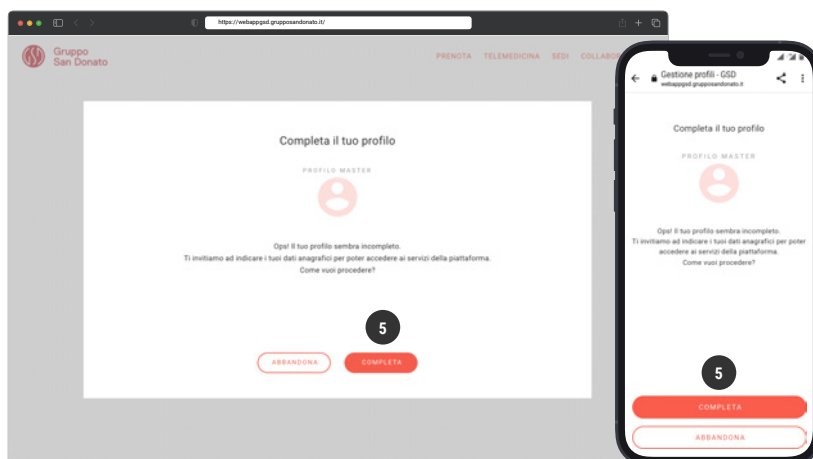 https://webappgsd.grupposandonato.it/
Gruppo
San Donato
PRENOTA TELEMEDICINA SEDI COLLABOR
Completa il tuo profilo
PROFILO MASTER
Ops! Il tuo profilo sembra incompleto.
Ti invitiamo ad indicare i tuoi dati anagrafici per poter accedere ai servizi della piattaforma.
Come vuoi procedere?
5
ABBANDONA COMPLETA
Gestione profili - GSD
webappgsd.grupposandonato.it
Completa il tuo profilo
PROFILO MASTER
Ops! Il tuo profilo sembra incompleto.
Ti invitiamo ad indicare i tuoi dati anagrafici per poter
accedere ai servizi della piattaforma.
Come vuoi procedere?
5
COMPLETA
ABBANDONA